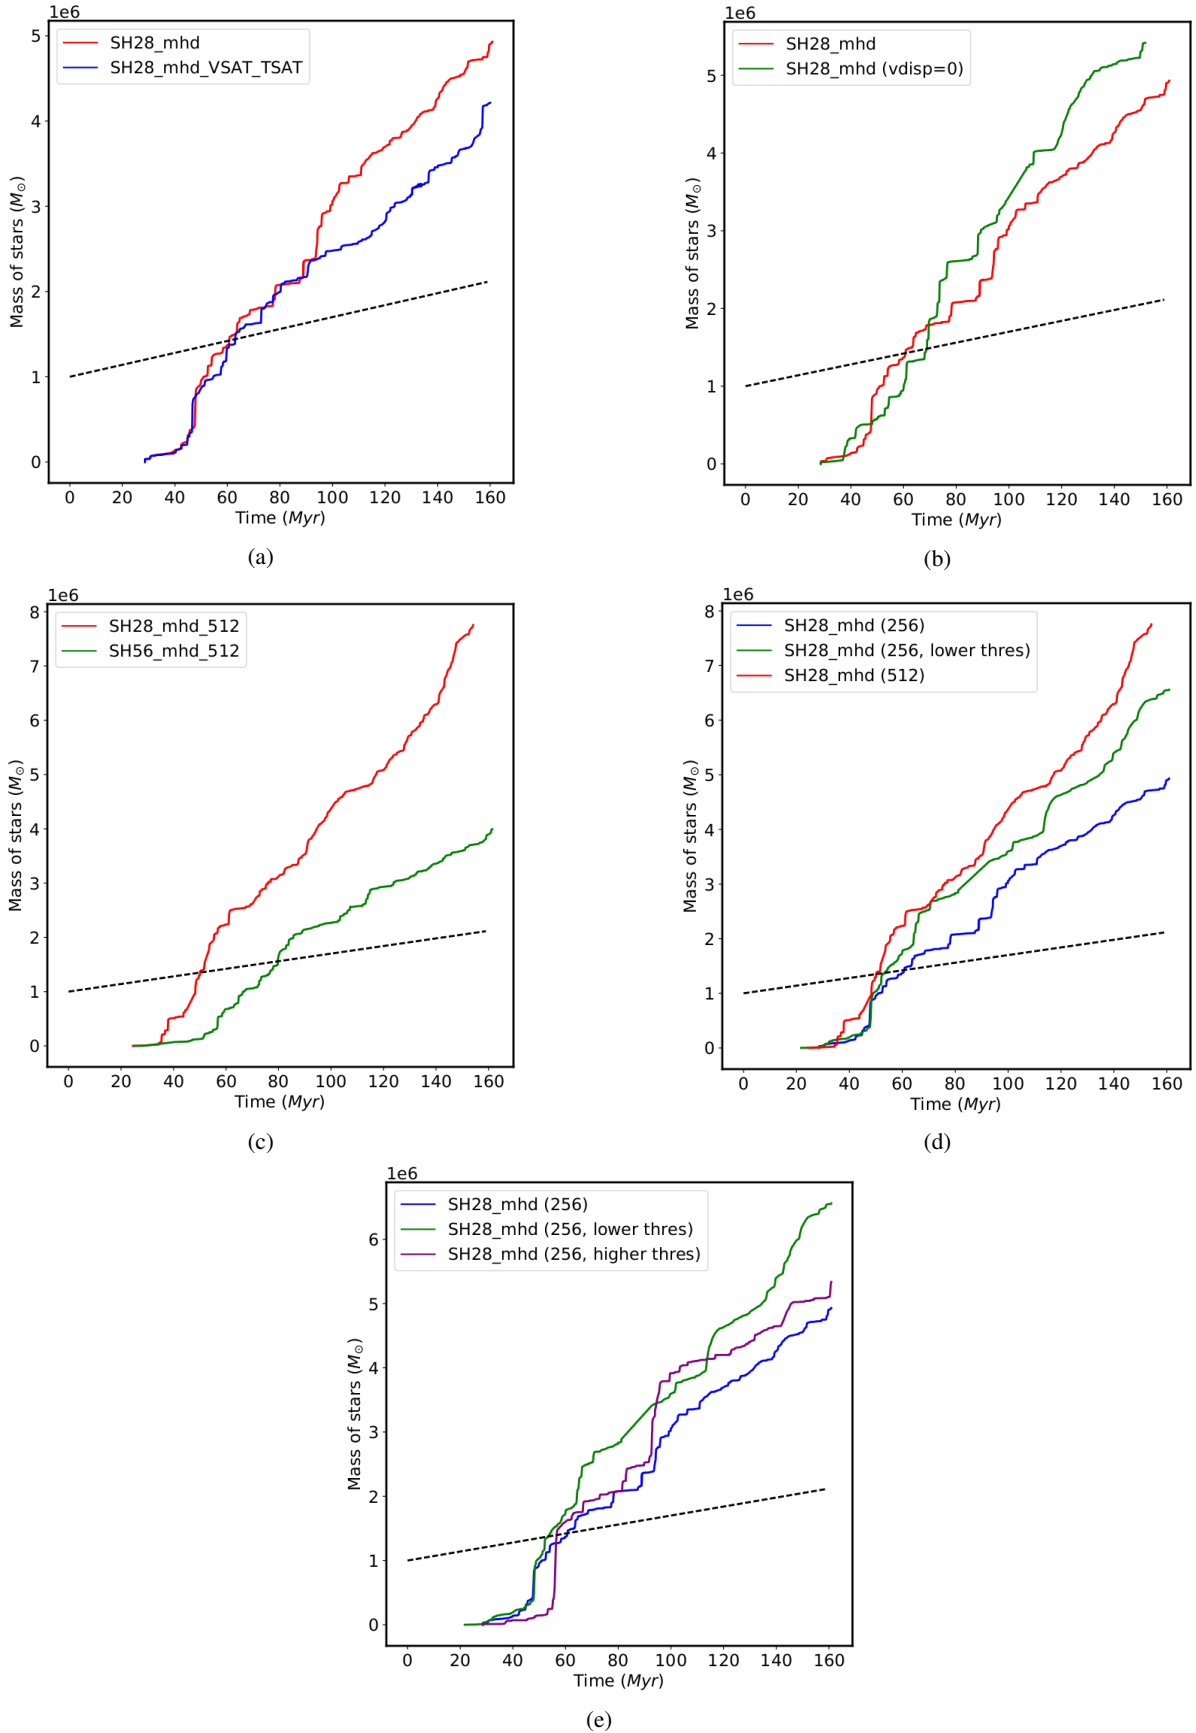 1e6
SH28_mhd
SH28_mhd_VSAT_TSAT
5
4
3
2
1
0
Mass of stars (M⊙)
0 20 40 60 80 100 120 140 160
Time (Myr)
(a)
1e6
SH28_mhd
SH28_mhd (vdisp=0)
5
4
3
2
1
0
Mass of stars (M⊙)
0 20 40 60 80 100 120 140 160
Time (Myr)
(b)
1e6
SH28_mhd_512
SH56_mhd_512
8
7
6
5
4
3
2
1
0
Mass of stars (M⊙)
0 20 40 60 80 100 120 140 160
Time (Myr)
(c)
1e6
SH28_mhd (256)
SH28_mhd (256, lower thres)
SH28_mhd (512)
8
7
6
5
4
3
2
1
0
Mass of stars (M⊙)
0 20 40 60 80 100 120 140 160
Time (Myr)
(d)
1e6
SH28_mhd (256)
SH28_mhd (256, lower thres)
SH28_mhd (256, higher thres)
6
5
4
3
2
1
0
Mass of stars (M⊙)
0 20 40 60 80 100 120 140 160
Time (Myr)
(e)